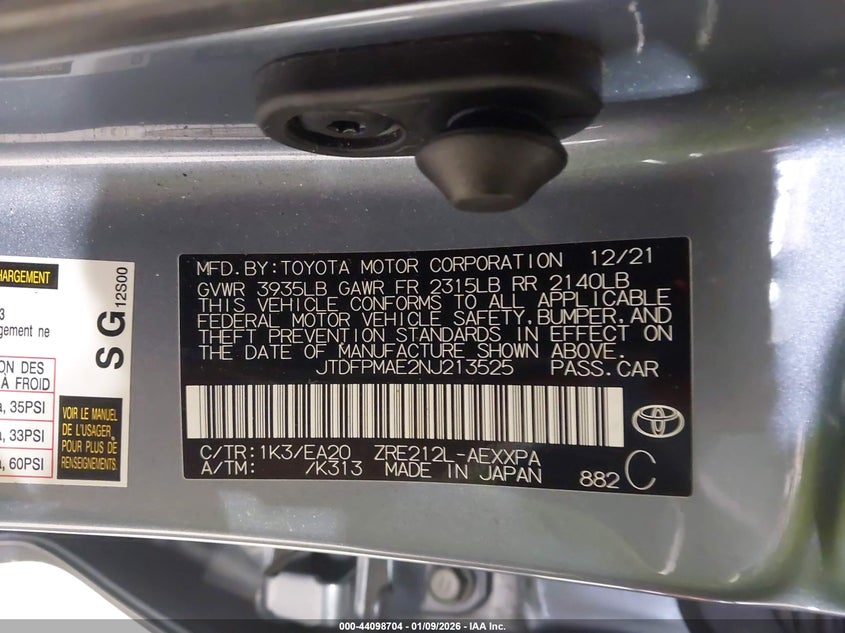 HARGEMENT
3
gement ne
ION DES
À FROID
a, 35PSI
a, 33PSI
a, 60PSI
SG 12S00
VOIR LE MANUEL
DE L'USAGER
POUR PLUS DE
RENSEIGNEMENTS.
MFD. BY: TOYOTA MOTOR CORPORATION 12/21
GVWR 3935LB GAWR FR 2315LB RR 2140LB
THIS VEHICLE CONFORMS TO ALL APPLICABLE
FEDERAL MOTOR VEHICLE SAFETY, BUMPER, AND
THEFT PREVENTION STANDARDS IN EFFECT ON
THE DATE OF MANUFACTURE SHOWN ABOVE.
JTDFPMAE2NJ213525 PASS.CAR
C/TR: 1K3/EA20 ZRE212L-AEXXPA
A/TM: /K313 MADE IN JAPAN 882 C
000-44098704 - 01/09/2026 - IAA Inc.